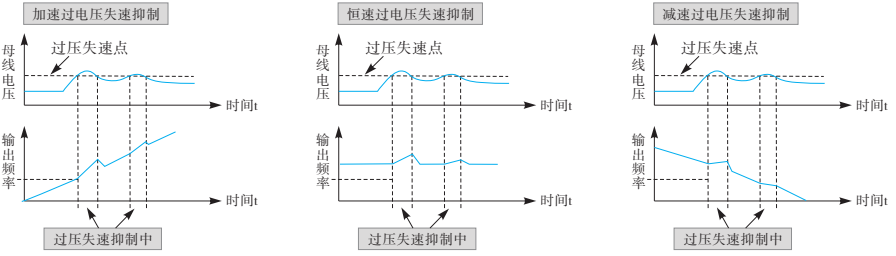 加速过电压失速抑制
母线电压
过压失速点
时间t
输出频率
时间t
过压失速抑制中
恒速过电压失速抑制
母线电压
过压失速点
时间t
输出频率
时间t
过压失速抑制中
减速过电压失速抑制
母线电压
过压失速点
时间t
输出频率
时间t
过压失速抑制中